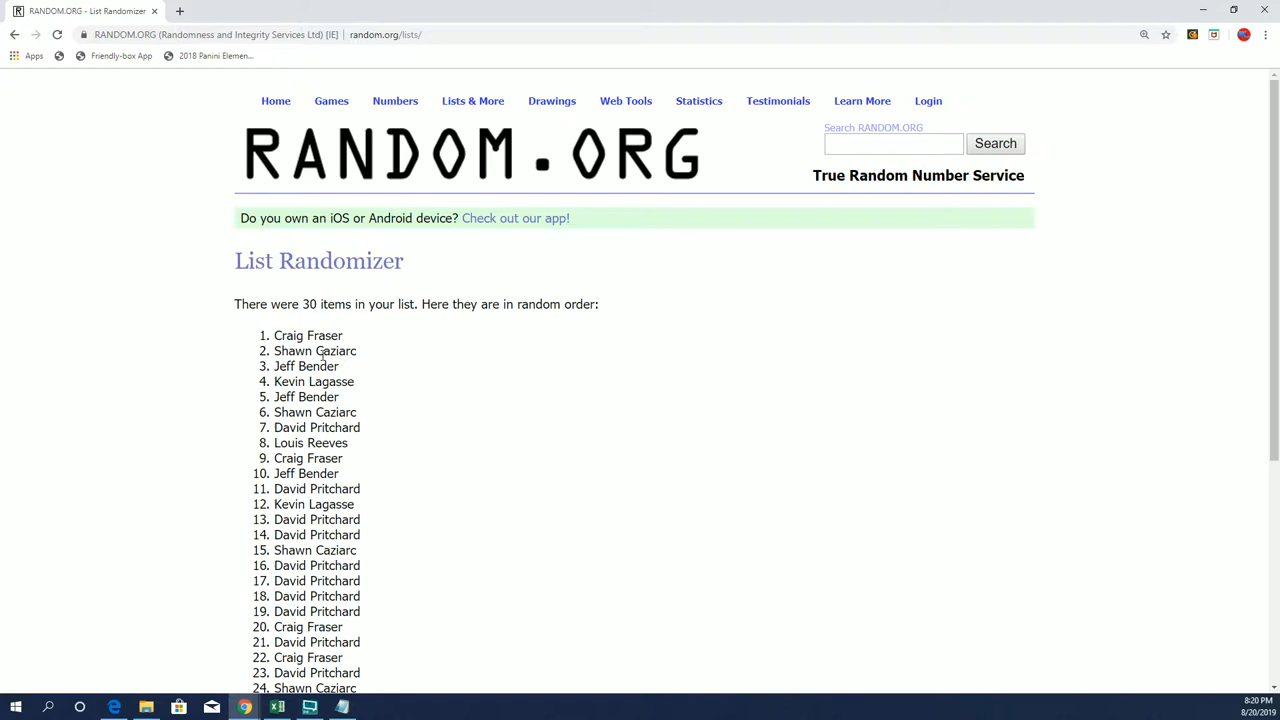 RANDOM.ORG - List Randomizer
RANDOM.ORG (Randomness and Integrity Services Ltd) [IE] | random.org/lists/
Apps Friendly-box App 2018 Panini Elemen...
Home Games Numbers Lists & More Drawings Web Tools Statistics Testimonials Learn More Login
RANDOM.ORG
Search RANDOM.ORG
Search
True Random Number Service
Do you own an iOS or Android device? Check out our app!
List Randomizer
There were 30 items in your list. Here they are in random order:
1. Craig Fraser
2. Shawn Caziarc
3. Jeff Bender
4. Kevin Lagasse
5. Jeff Bender
6. Shawn Caziarc
7. David Pritchard
8. Louis Reeves
9. Craig Fraser
10. Jeff Bender
11. David Pritchard
12. Kevin Lagasse
13. David Pritchard
14. David Pritchard
15. Shawn Caziarc
16. David Pritchard
17. David Pritchard
18. David Pritchard
19. David Pritchard
20. Craig Fraser
21. David Pritchard
22. Craig Fraser
23. David Pritchard
24. Shawn Caziarc
8:20 PM
8/20/2019